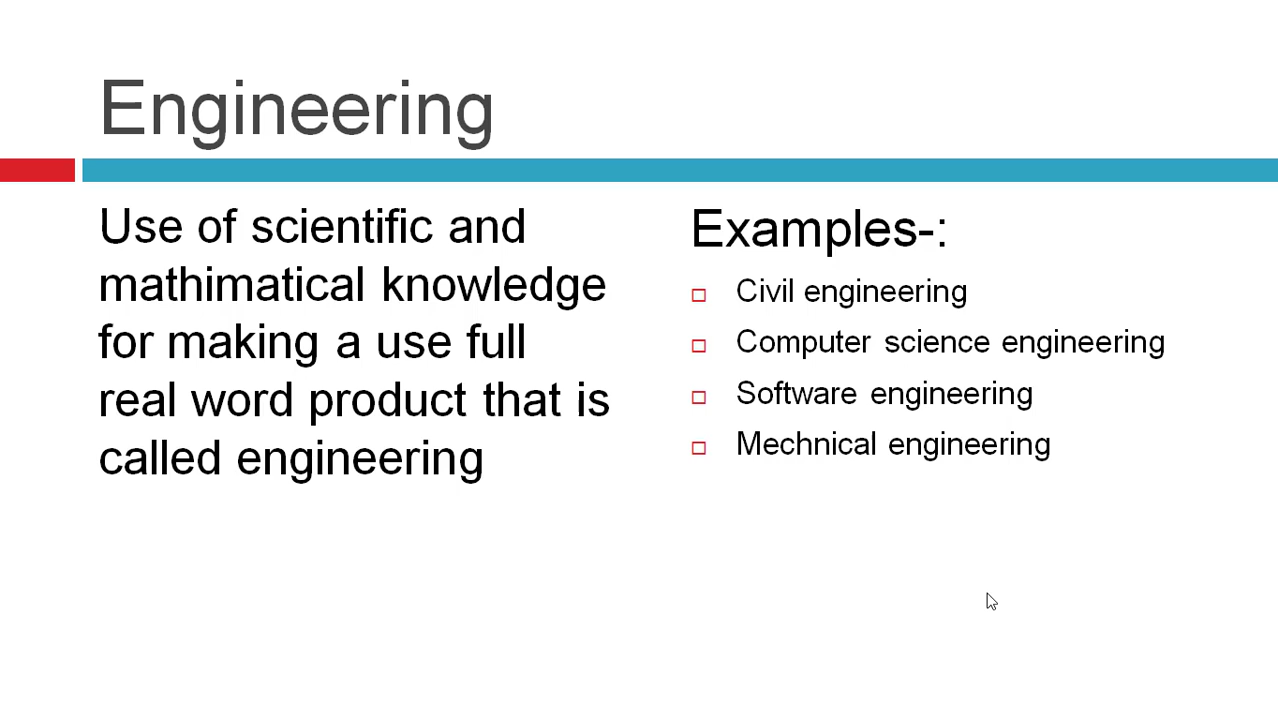 Engineering
Use of scientific and
mathimatical knowledge
for making a use full
real word product that is
called engineering
Examples-:
Civil engineering
Computer science engineering
Software engineering
Mechnical engineering